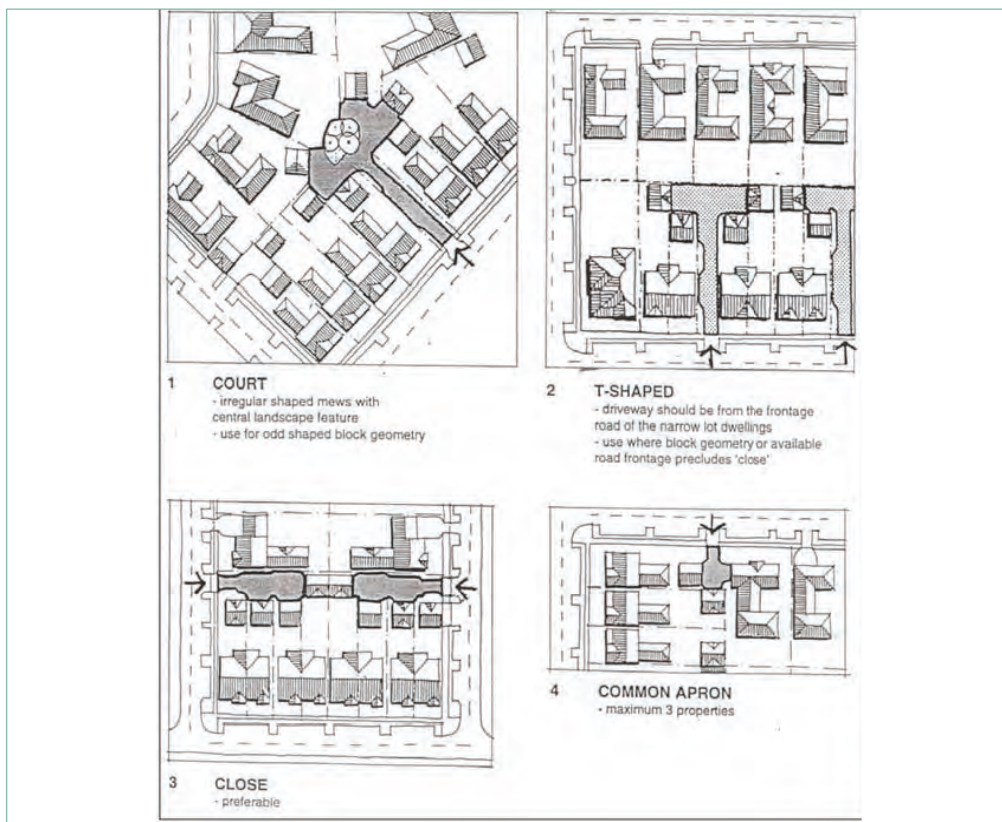 1 COURT
- irregular shaped mews with
central landscape feature
- use for odd shaped block geometry
2 T-SHAPED
- driveway should be from the frontage
road of the narrow lot dwellings
- use where block geometry or available
road frontage precludes 'close'
3 CLOSE
- preferable
4 COMMON APRON
- maximum 3 properties